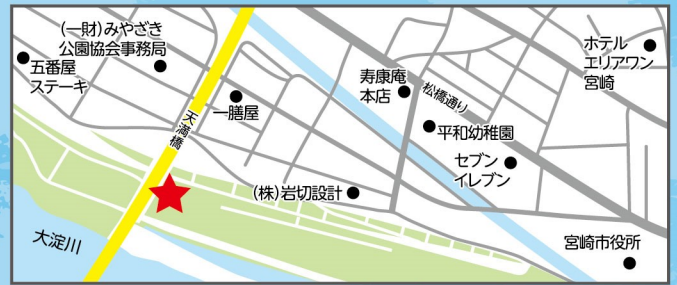 (一財)みやざき
公園協会事務局
五番屋
ステーキ
一膳屋
天満橋
寿康庵
本店
松橋通り
平和幼稚園
セブン
イレブン
ホテル
エリアワン
宮崎
(株)岩切設計
大淀川
宮崎市役所